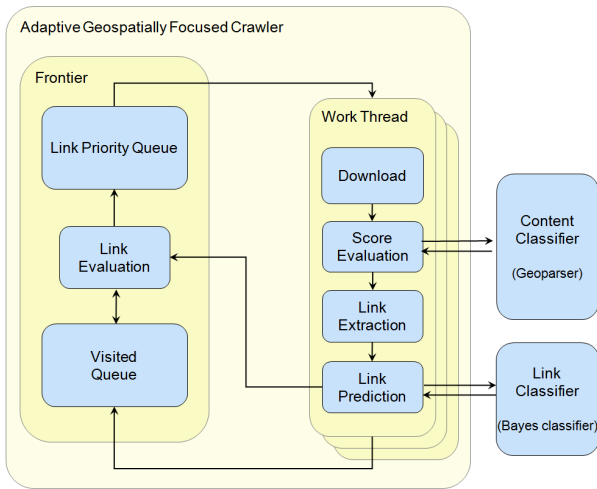 Adaptive Geospatially Focused Crawler
Frontier
Link Priority Queue
Link
Evaluation
Visited
Queue
Work Thread
Download
Score
Evaluation
Link
Extraction
Link
Prediction
Content
Classifier
(Geoparser)
Link
Classifier
(Bayes classifier)